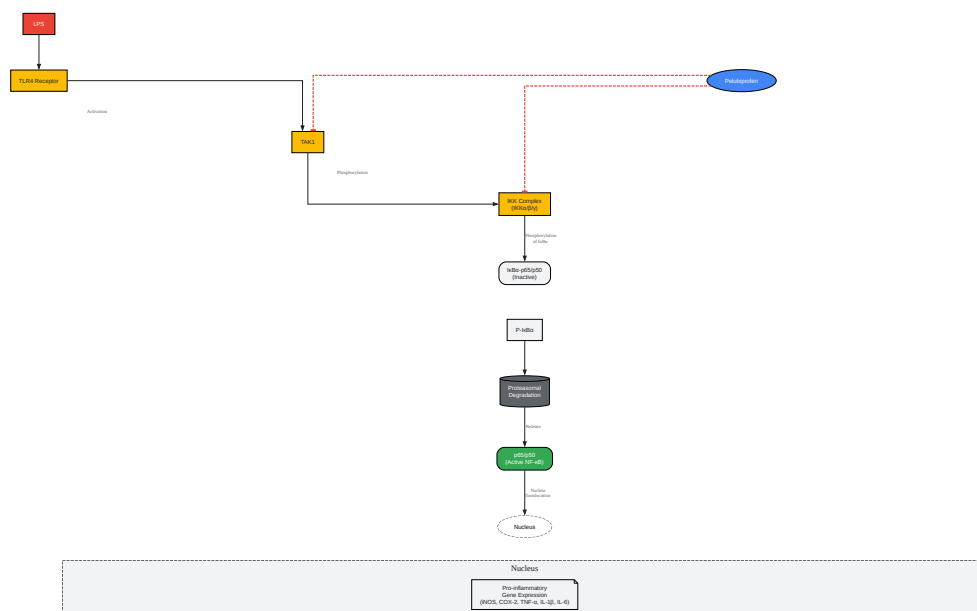 LPS
TLR4 Receptor
Pelubiprofen
Activation
TAK1
Phosphorylation
IKK Complex
(IKKα/β/γ)
Phosphorylation
of IκBα
IκBα-p65/p50
(Inactive)
P-IκBα
Proteasomal
Degradation
Release
p65/p50
(Active NF-κB)
Nuclear
Translocation
Nucleus
Nucleus
Pro-inflammatory
Gene Expression
(iNOS, COX-2, TNF-α, IL-1β, IL-6)